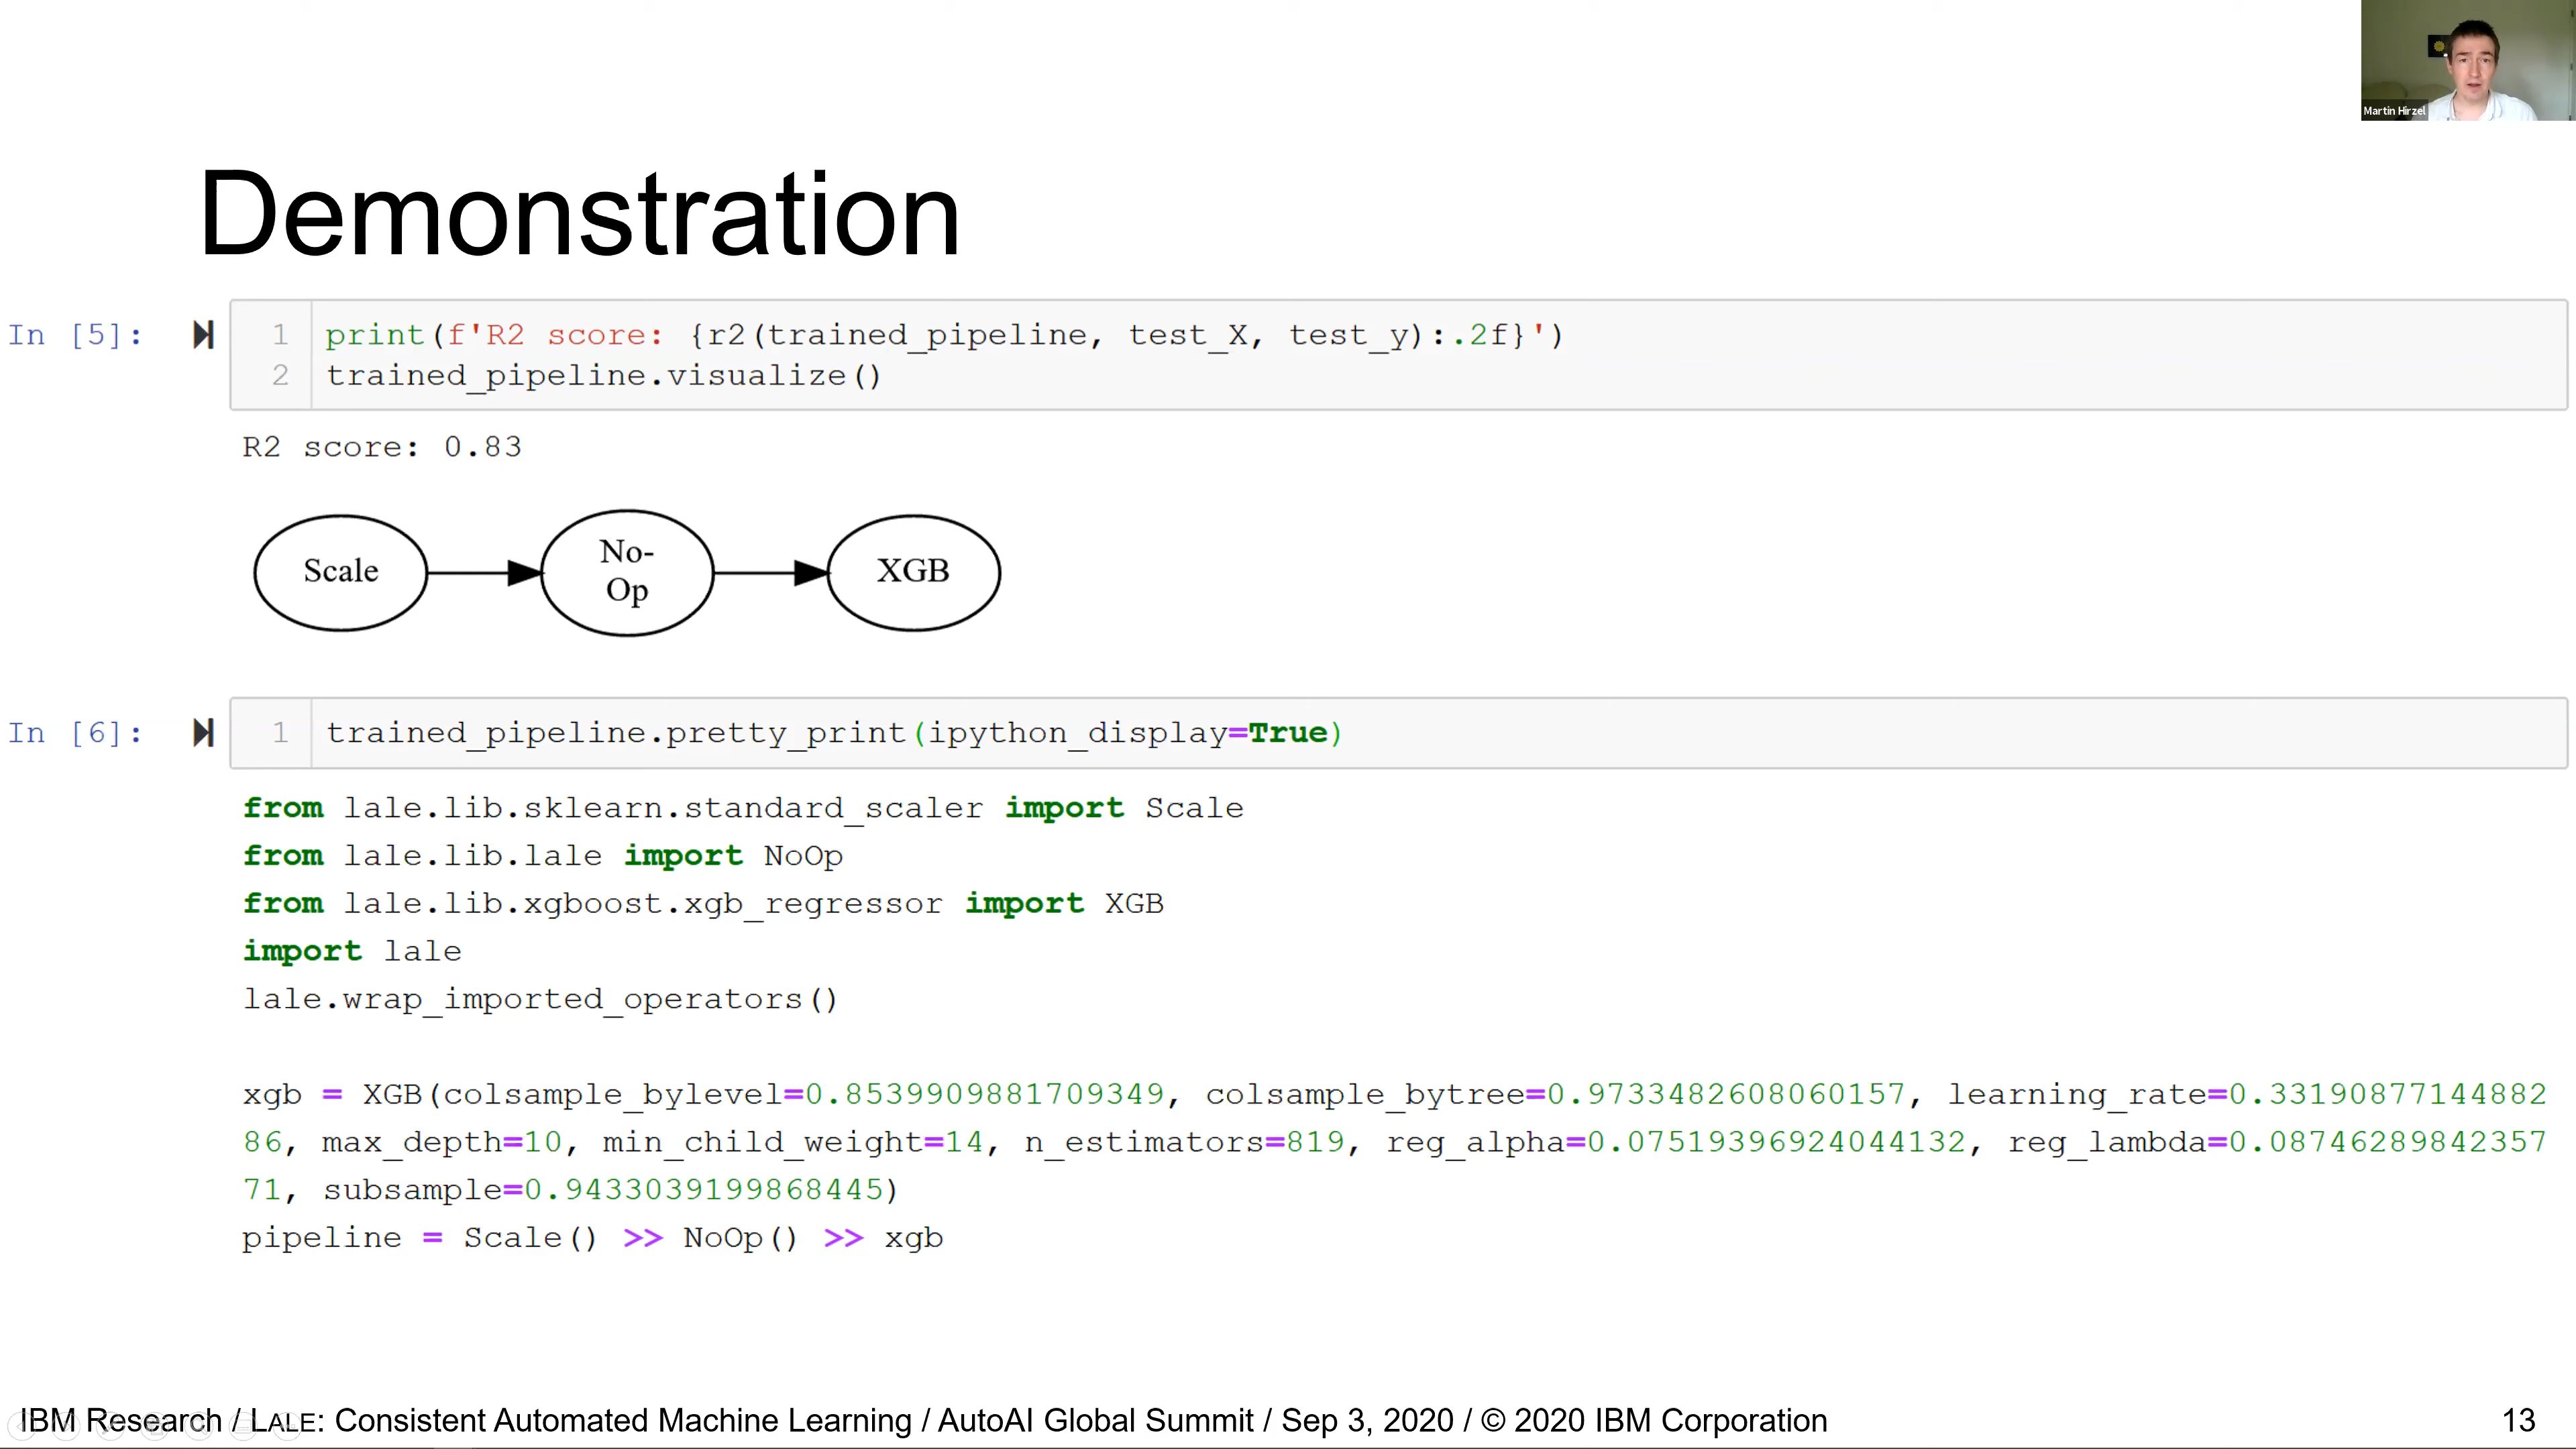 Martin Hirzel
Demonstration
In [5]:
1 print(f'R2 score: {r2(trained_pipeline, test_X, test_y):.2f}')
2 trained_pipeline.visualize()
R2 score: 0.83
Scale
No-
Op
XGB
In [6]:
1 trained_pipeline.pretty_print(ipython_display=True)
from lale.lib.sklearn.standard_scaler import Scale
from lale.lib.lale import NoOp
from lale.lib.xgboost.xgb_regressor import XGB
import lale
lale.wrap_imported_operators()
xgb = XGB(colsample_bylevel=0.8539909881709349, colsample_bytree=0.9733482608060157, learning_rate=0.33190877144882
86, max_depth=10, min_child_weight=14, n_estimators=819, reg_alpha=0.07519396924044132, reg_lambda=0.08746289842357
71, subsample=0.9433039199868445)
pipeline = Scale() >> NoOp() >> xgb
IBM Research / LALE: Consistent Automated Machine Learning / AutoAI Global Summit / Sep 3, 2020 / © 2020 IBM Corporation
13